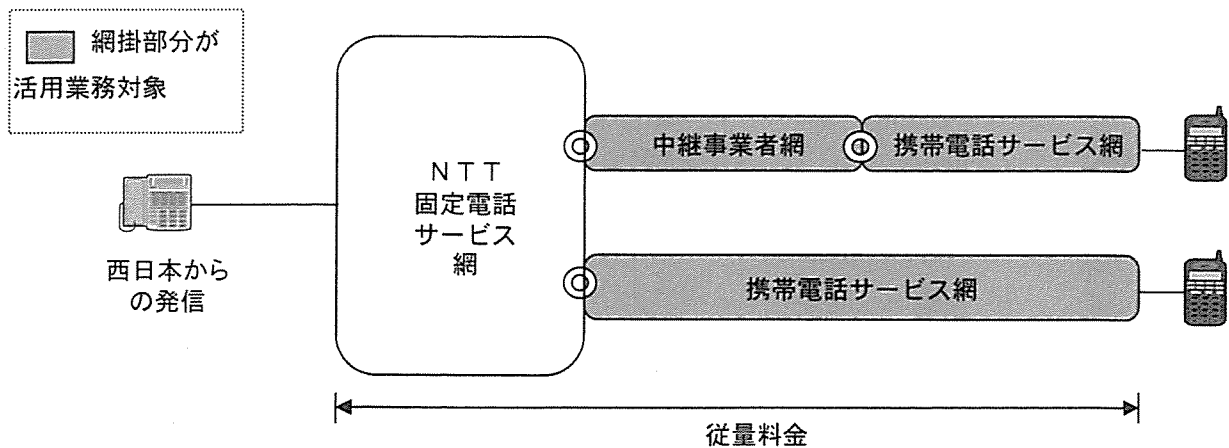 網掛部分が
活用業務対象
中継事業者網
携帯電話サービス網
NTT
固定電話
サービス
網
西日本から
の発信
携帯電話サービス網
従量料金